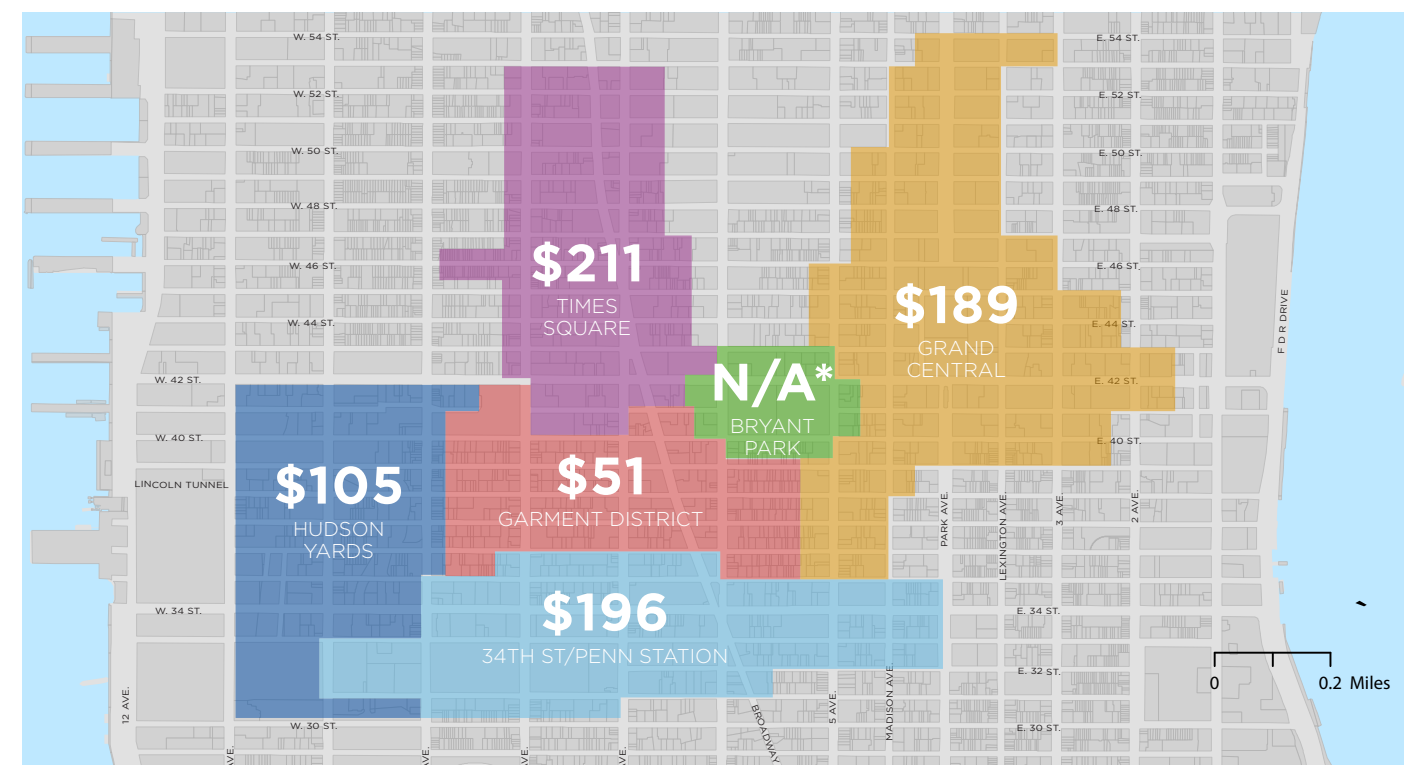 W. 54 ST.
E. 54 ST.
W. 52 ST.
E. 52 ST.
W. 50 ST.
E. 50 ST.
W. 48 ST.
E. 48 ST.
W. 46 ST.
E. 46 ST.
$211
TIMES
SQUARE
$189
GRAND
CENTRAL
W. 44 ST.
E. 44 ST.
F D R DRIVE
W. 42 ST.
E. 42 ST.
N/A*
BRYANT
PARK
W. 40 ST.
E. 40 ST.
LINCOLN TUNNEL
$105
HUDSON
YARDS
$51
GARMENT DISTRICT
PARK AVE.
LEXINGTON AVE.
3 AVE.
2 AVE.
W. 34 ST.
E. 34 ST.
$196
34TH ST/PENN STATION
E. 32 ST.
0
0.2 Miles
12 AVE.
W. 30 ST.
BROADWAY
5 AVE.
MADISON AVE.
E. 30 ST.
VE.
VE.
VE.
VE.